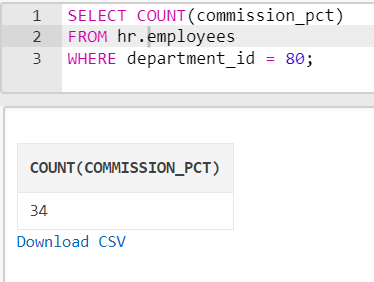 1 SELECT COUNT(commission_pct)
2 FROM hr.employees
3 WHERE department_id = 80;
COUNT(COMMISSION_PCT)
34
Download CSV